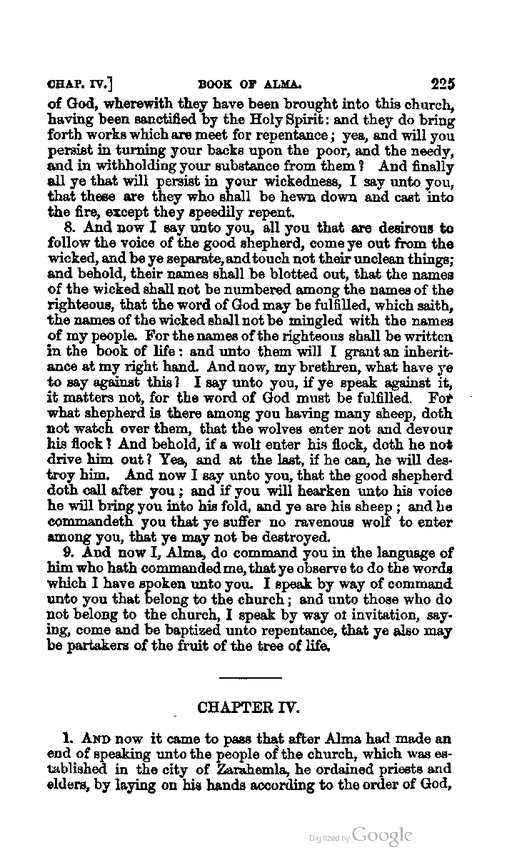 CHAP. IV.] BOOK OF ALMA. 225
of God, wherewith they have been brought into this church,
having been sanctified by the Holy Spirit: and they do bring
forth works which are meet for repentance; yea, and will you
persist in turning your backs upon the poor, and the needy,
and in withholding your substance from them? And finally
all ye that will persist in your wickedness, I say unto you,
that these are they who shall be hewn down and cast into
the fire, except they speedily repent.
8. And now I say unto you, all you that are desirous to
follow the voice of the good shepherd, come ye out from the
wicked, and be ye separate, and touch not their unclean things;
and behold, their names shall be blotted out, that the names
of the wicked shall not be numbered among the names of the
righteous, that the word of God may be fulfilled, which saith,
the names of the wicked shall not be mingled with the names
of my people. For the names of the righteous shall be written
in the book of life: and unto them will I grant an inherit-
ance at my right hand. And now, my brethren, what have ye
to say against this? I say unto you, if ye speak against it,
it matters not, for the word of God must be fulfilled. For
what shepherd is there among you having many sheep, doth
not watch over them, that the wolves enter not and devour
his flock? And behold, if a wolf enter his flock, doth he not
drive him out? Yea, and at the last, if he can, he will des-
troy him. And now I say unto you, that the good shepherd
doth call after you; and if you will hearken unto his voice
he will bring you into his fold, and ye are his sheep; and he
commandeth you that ye suffer no ravenous wolf to enter
among you, that ye may not be destroyed.
9. And now I, Alma, do command you in the language of
him who hath commanded me, that ye observe to do the words
which I have spoken unto you. I speak by way of command
unto you that belong to the church; and unto those who do
not belong to the church, I speak by way of invitation, say-
ing, come and be baptized unto repentance, that ye also may
be partakers of the fruit of the tree of life.
CHAPTER IV.
1. AND now it came to pass that after Alma had made an
end of speaking unto the people of the church, which was es-
tablished in the city of Zarahemla, he ordained priests and
elders, by laying on his hands according to the order of God,
Digitized by Google